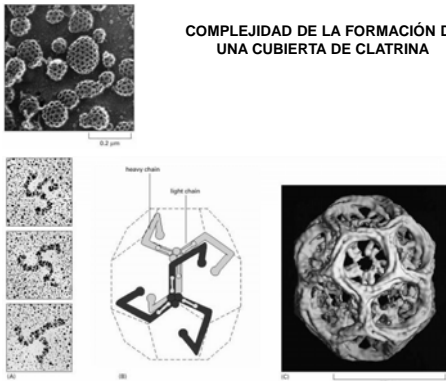 COMPLEJIDAD DE LA FORMACIÓN D
UNA CUBIERTA DE CLATRINA
0.2 µm
heavy chain
light chain
(A)
(B)
(C)